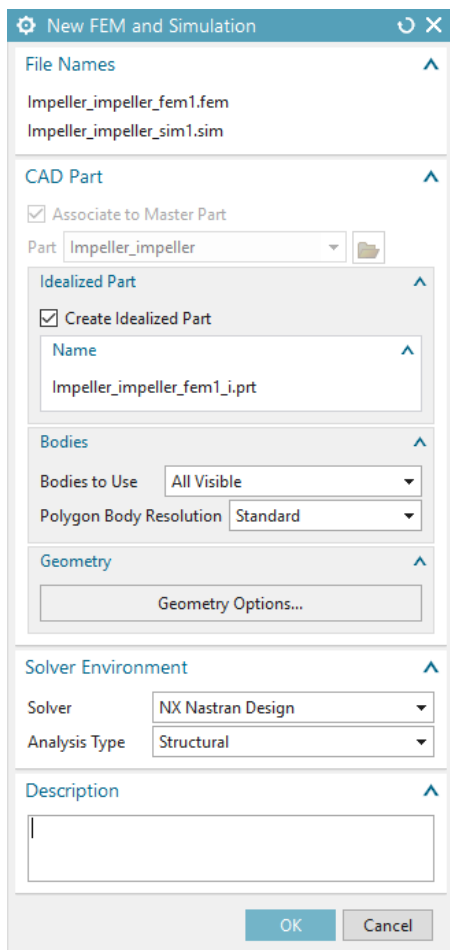 New FEM and Simulation
File Names
Impeller_impeller_fem1.fem
Impeller_impeller_sim1.sim
CAD Part
Associate to Master Part
Part Impeller_impeller
Idealized Part
Create Idealized Part
Name
Impeller_impeller_fem1_i.prt
Bodies
Bodies to Use All Visible
Polygon Body Resolution Standard
Geometry
Geometry Options...
Solver Environment
Solver NX Nastran Design
Analysis Type Structural
Description
OK Cancel